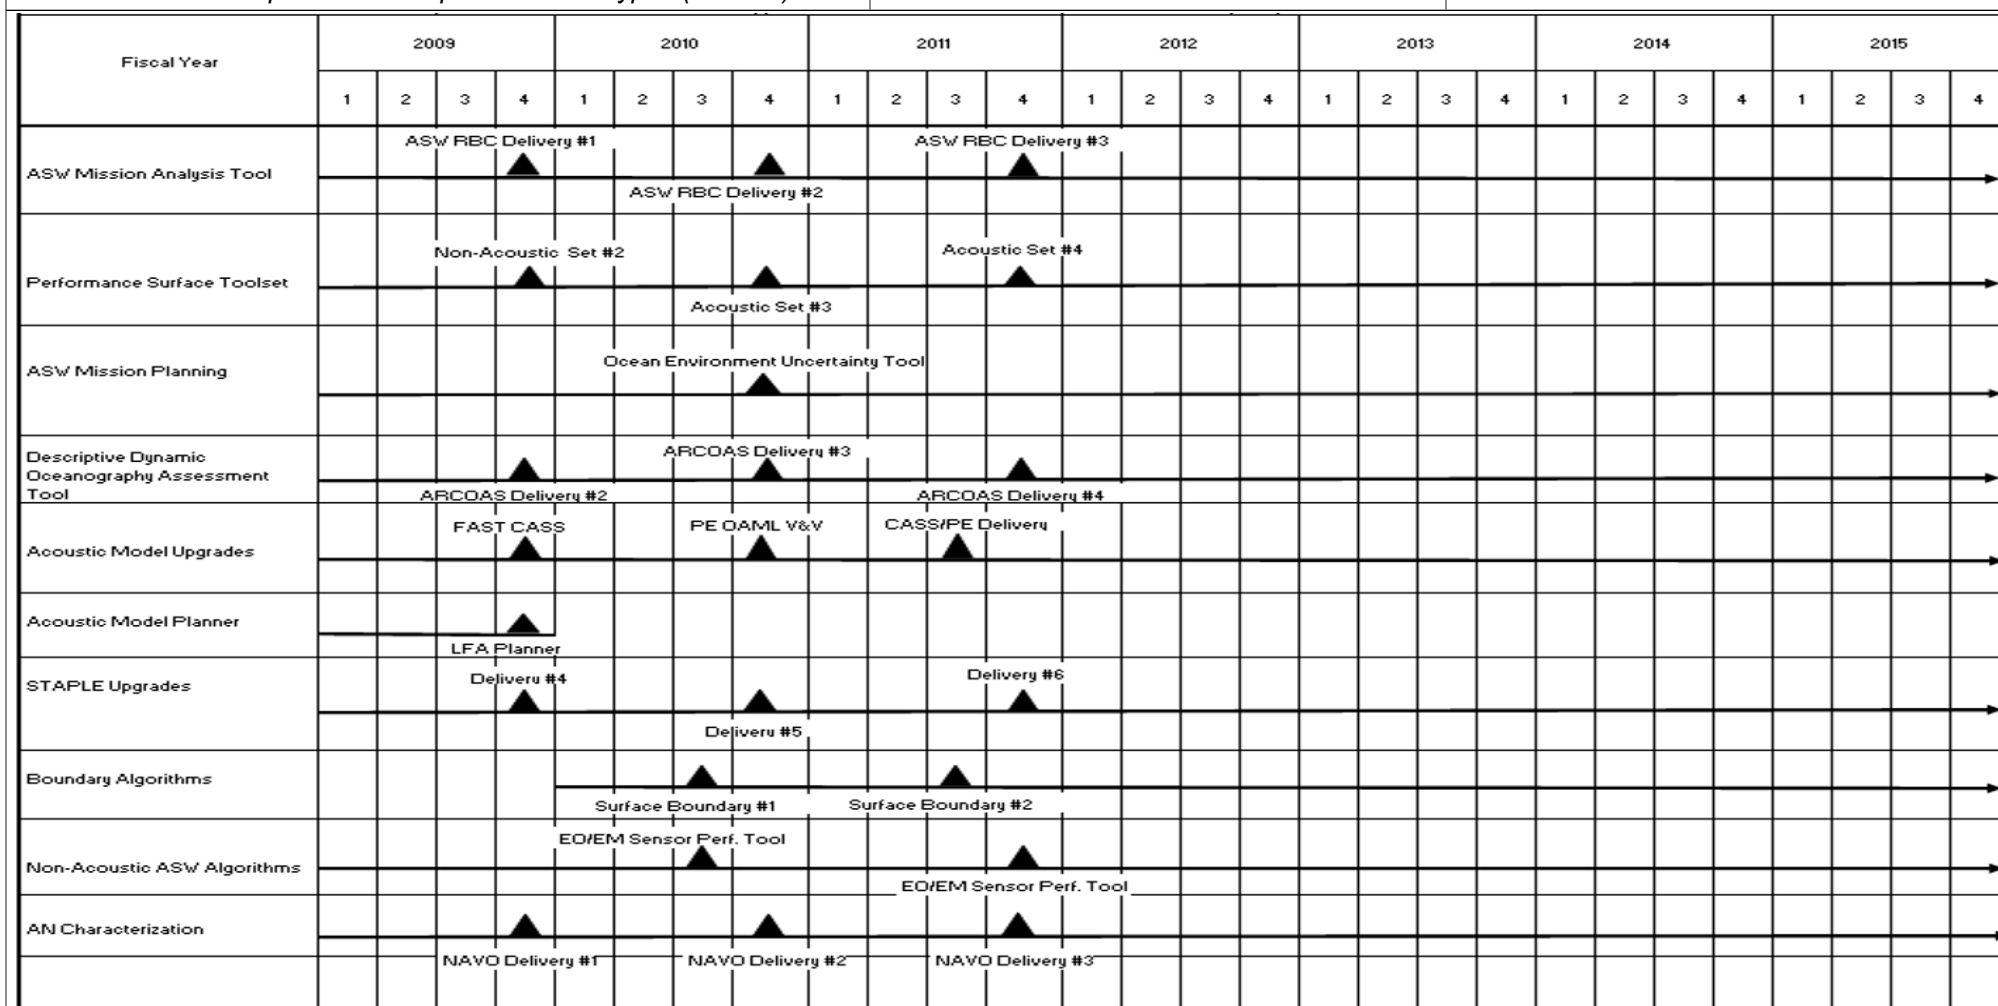 Fiscal Year
2009 2010 2011 2012 2013 2014 2015
1 2 3 4 1 2 3 4 1 2 3 4 1 2 3 4 1 2 3 4 1 2 3 4 1 2 3 4
ASW RBC Delivery #1 ASW RBC Delivery #3
ASW Mission Analysis Tool
ASW RBC Delivery #2
Non-Acoustic Set #2 Acoustic Set #4
Performance Surface Toolset
Acoustic Set #3
Ocean Environment Uncertainty Tool
ASW Mission Planning
ARCOAS Delivery #3
Descriptive Dynamic
Oceanography Assessment
Tool
ARCOAS Delivery #2 ARCOAS Delivery #4
FAST CASS PE OAML V&V CASS/PE Delivery
Acoustic Model Upgrades
Acoustic Model Planner
LFA Planner
Delivery #4 Delivery #6
STAPLE Upgrades
Delivery #5
Boundary Algorithms
Surface Boundary #1 Surface Boundary #2
EO/EM Sensor Perf. Tool
Non-Acoustic ASW Algorithms
EO/EM Sensor Perf. Tool
AN Characterization
NAVO Delivery #1 NAVO Delivery #2 NAVO Delivery #3